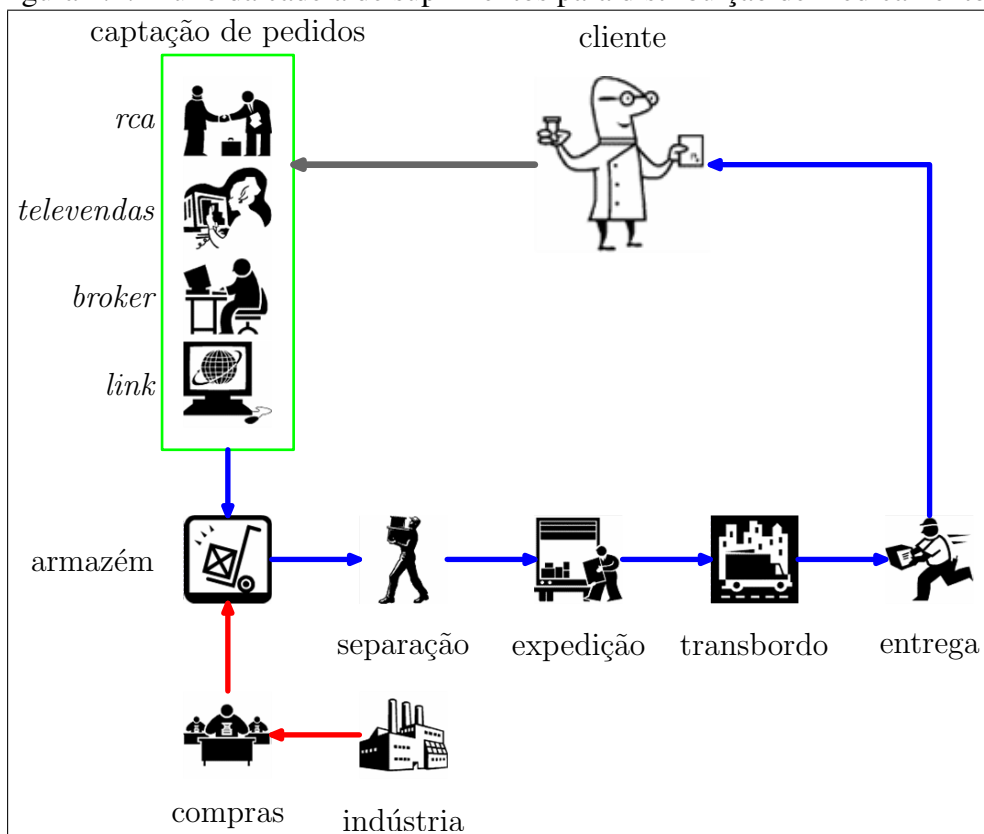 captação de pedidos
cliente
rca
televendas
broker
link
armazém
separação
expedição
transbordo
entrega
compras
indústria